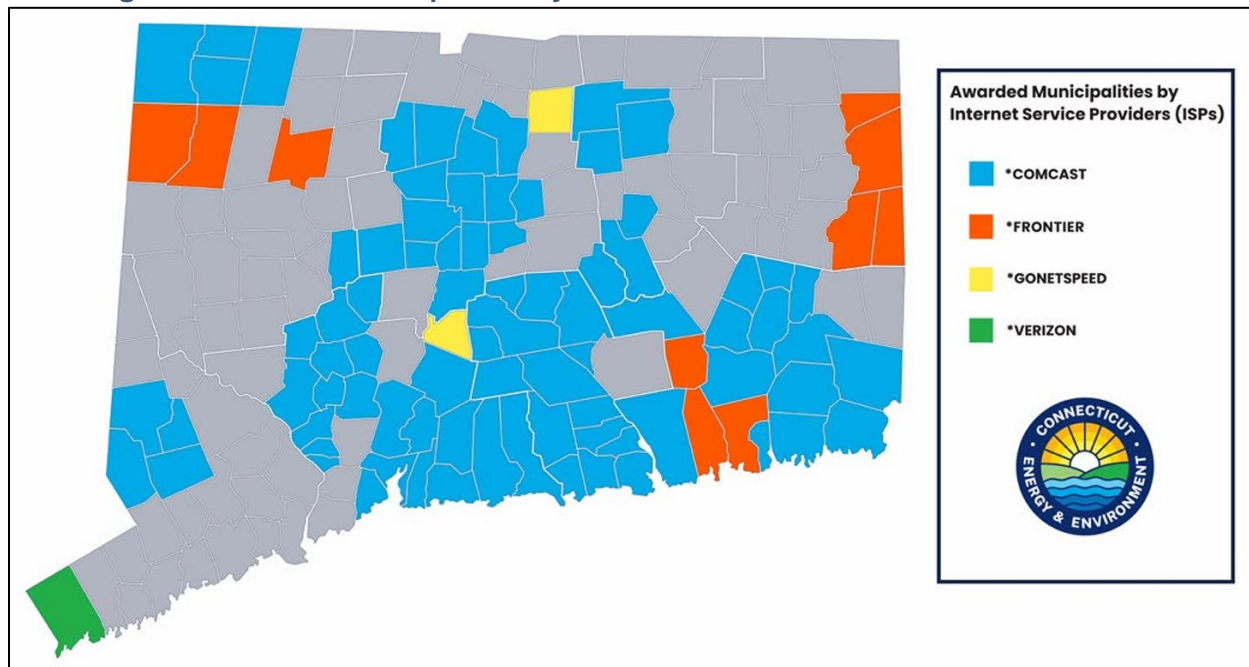 Awarded Municipalities by
Internet Service Providers (ISPs)
*COMCAST
*FRONTIER
*GONETSPEED
*VERIZON
CONNECTICUT
ENERGY & ENVIRONMENT